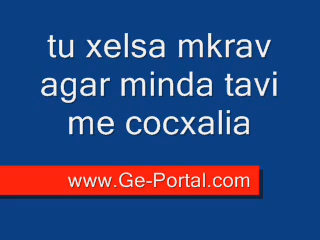 tu xelsa mkrav
agar minda tavi
me cocxalia
www.Ge-Portal.com